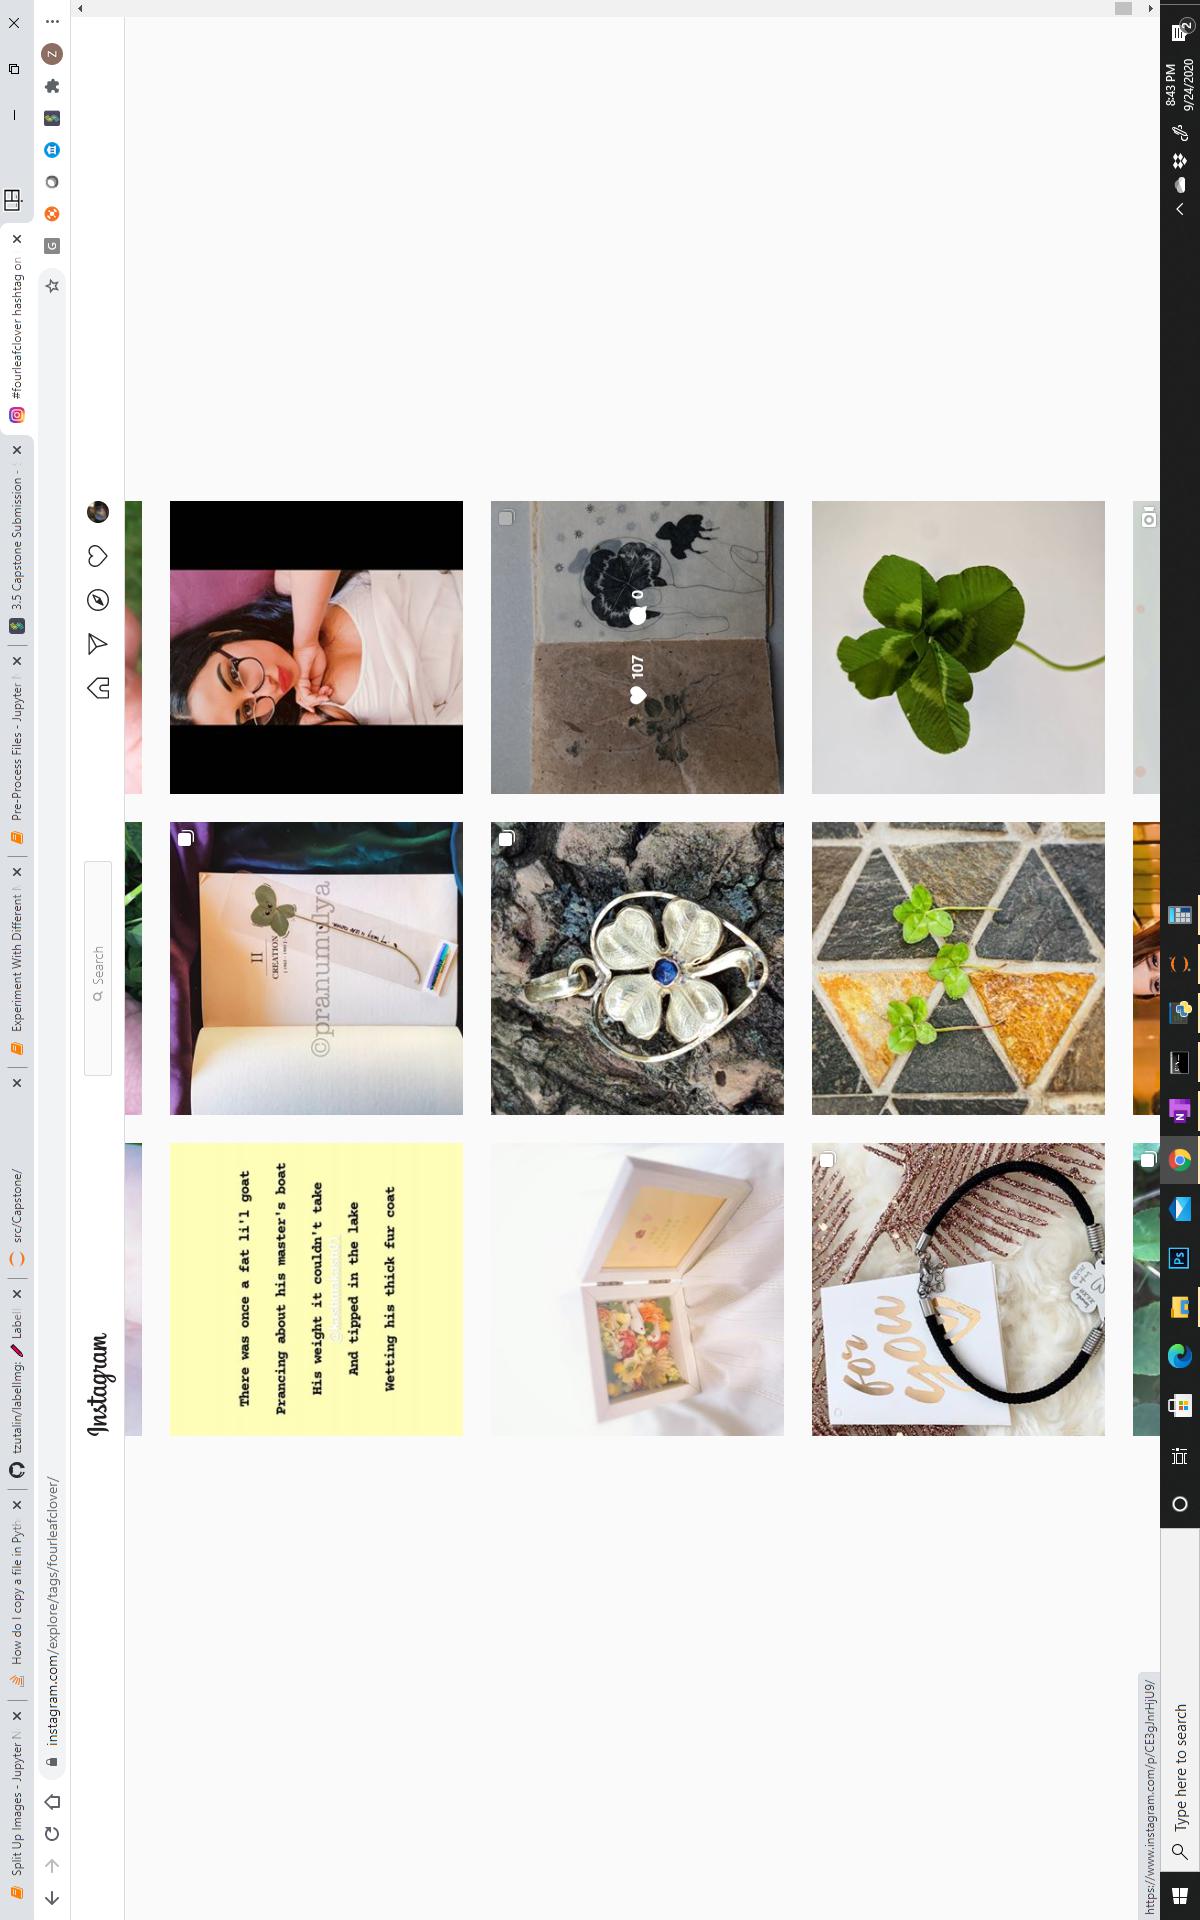 Split Up Images - Jupyter N
How do I copy a file in Pyth
tzutalin/labelImg: Labell
src/Capstone/
Experiment With Different N
Pre-Process Files - Jupyter N
3.5 Capstone Submission - S
#fourleafclover hashtag on
instagram.com/explore/tags/fourleafclover/
G
Z
Instagram
Search
There was once a fat li'l goat
Prancing about his master's boat
His weight it couldn't take
And tipped in the lake
Wetting his thick fur coat
II
CREATION
©pranumulya
107
0
for
you
https://www.instagram.com/p/CE3gJnrHjU9/
Type here to search
Ps
N
8:43 PM
9/24/2020
2